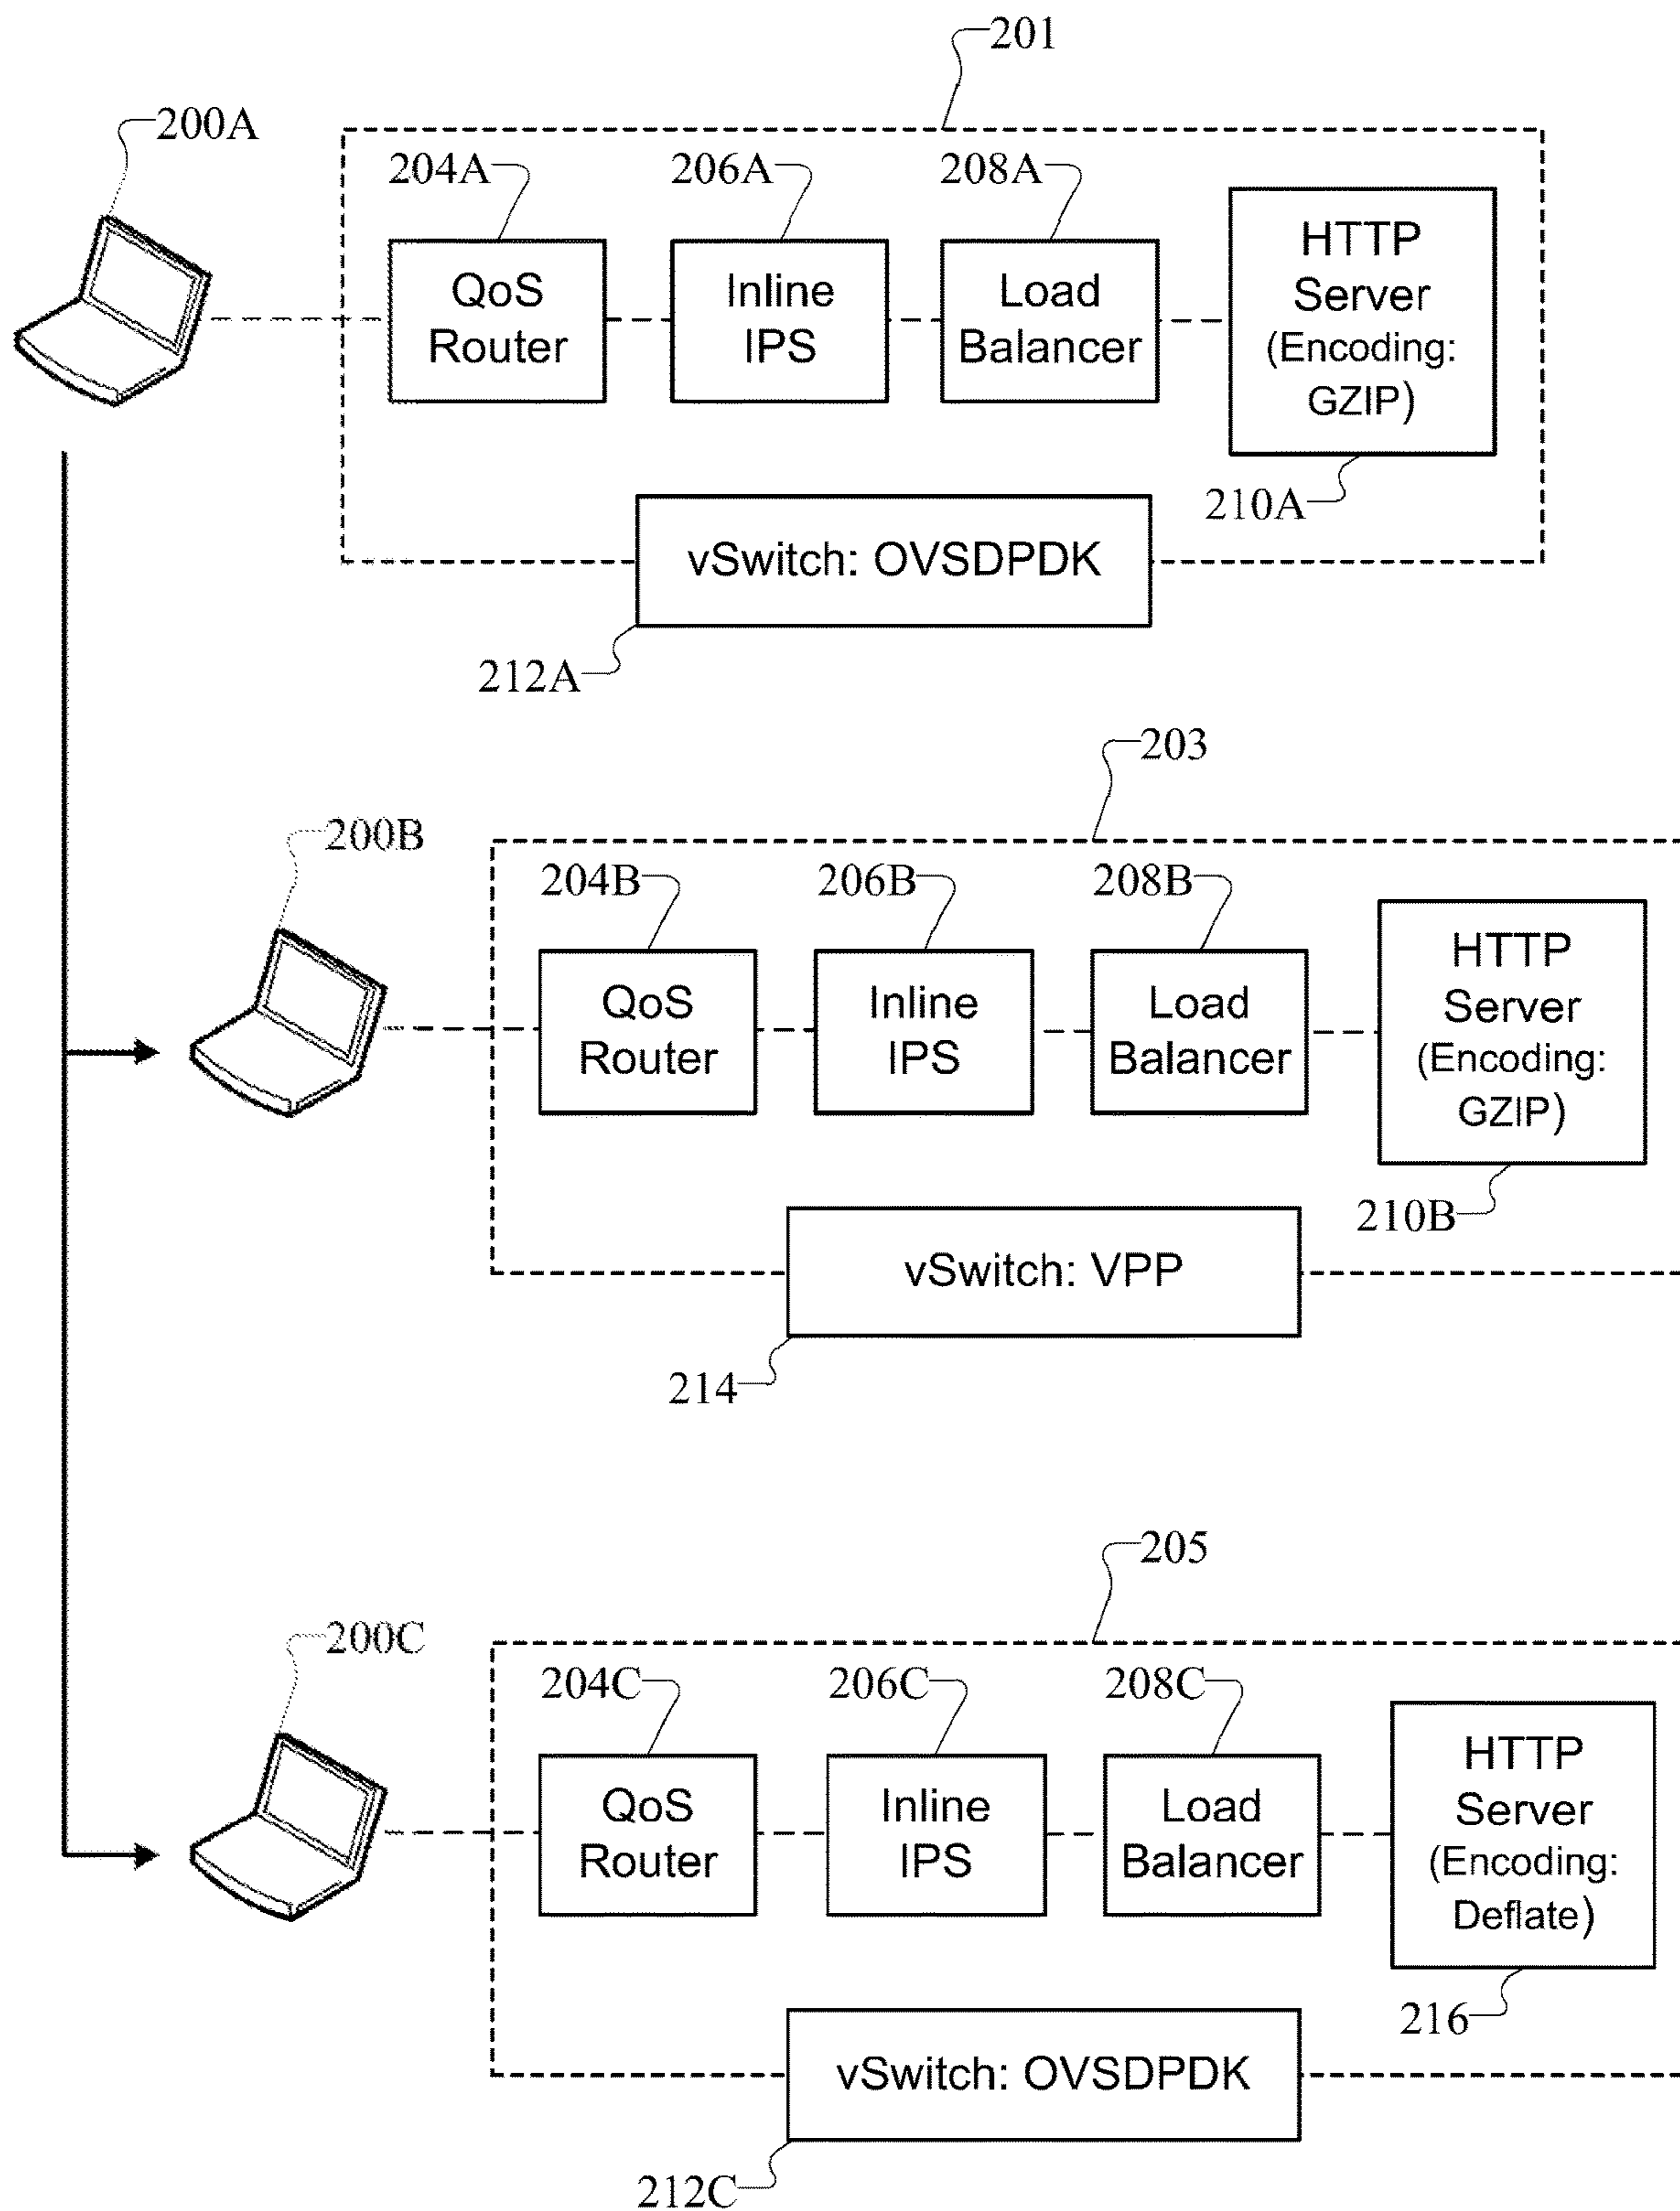 201
200A
204A
206A
208A
QoS
Router
Inline
IPS
Load
Balancer
HTTP
Server
(Encoding:
GZIP)
210A
vSwitch: OVSDPDK
212A
203
200B
204B
206B
208B
QoS
Router
Inline
IPS
Load
Balancer
HTTP
Server
(Encoding:
GZIP)
210B
vSwitch: VPP
214
205
200C
204C
206C
208C
QoS
Router
Inline
IPS
Load
Balancer
HTTP
Server
(Encoding:
Deflate)
216
vSwitch: OVSDPDK
212C